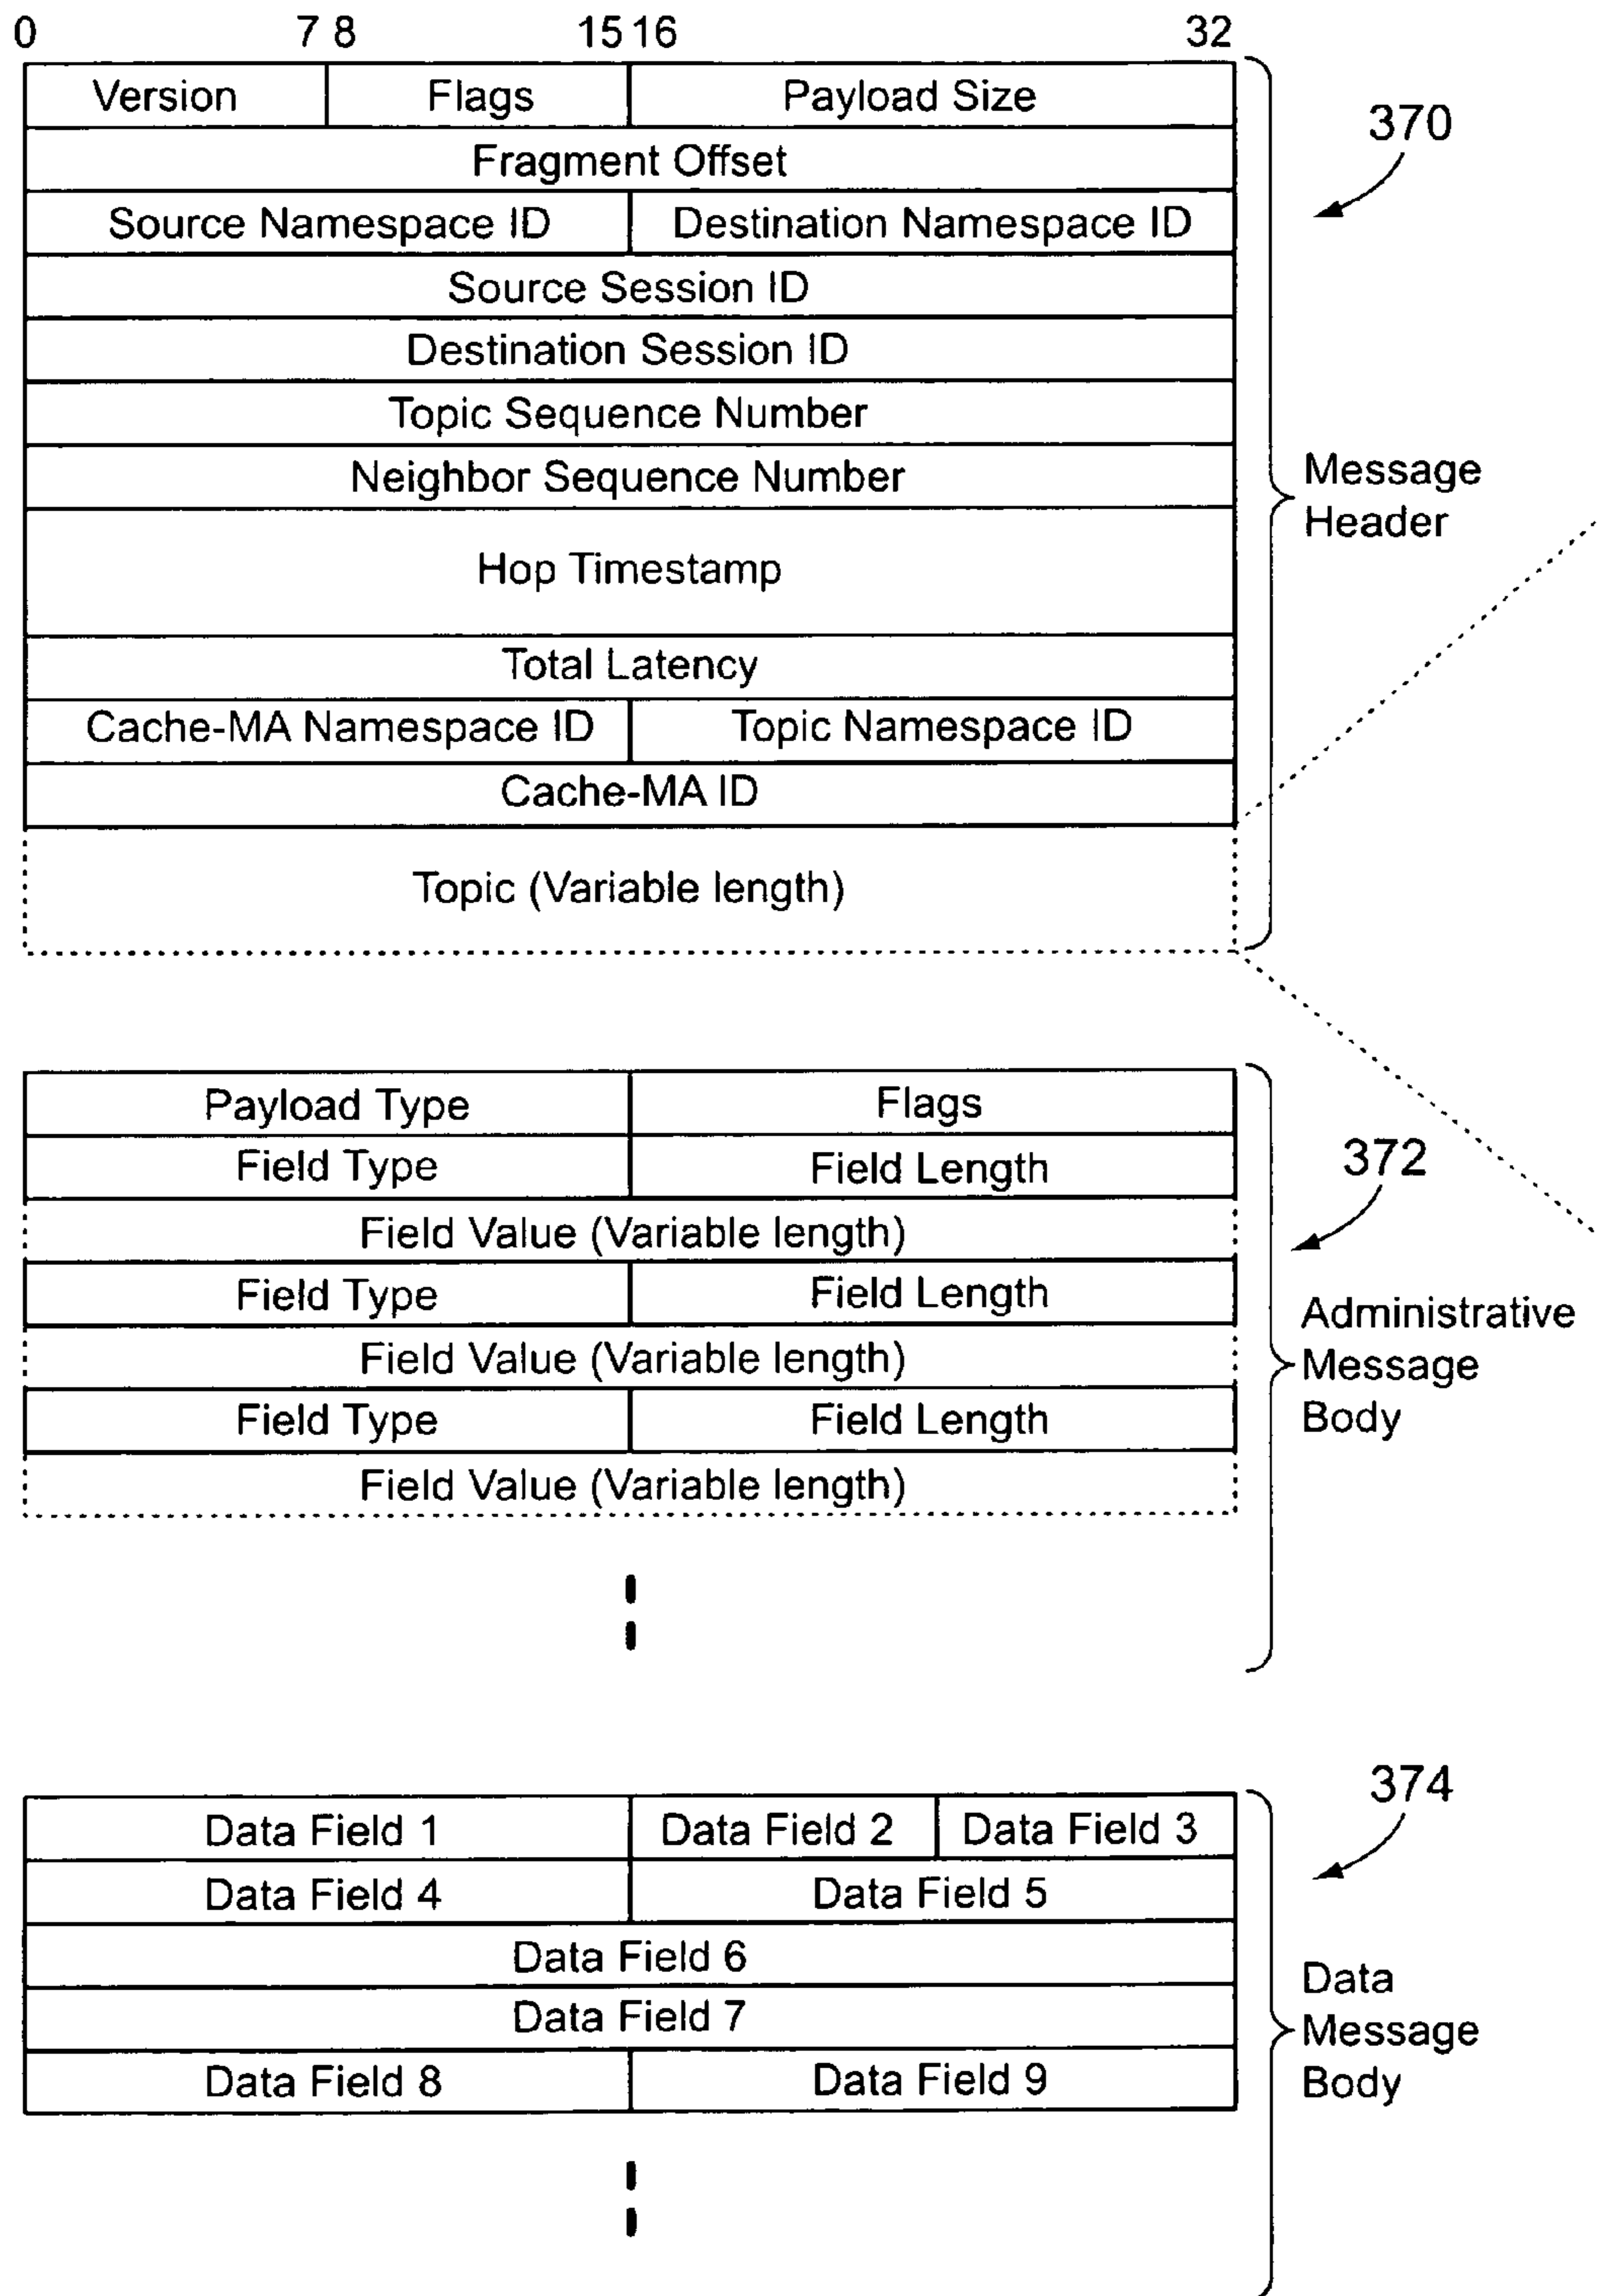 0 7 8 15 16 32
Version Flags Payload Size
Fragment Offset
370
Source Namespace ID Destination Namespace ID
Source Session ID
Destination Session ID
Topic Sequence Number
Neighbor Sequence Number
Message
Header
Hop Timestamp
Total Latency
Cache-MA Namespace ID Topic Namespace ID
Cache-MA ID
Topic (Variable length)
Payload Type Flags
Field Type Field Length
372
Field Value (Variable length)
Field Type Field Length
Field Value (Variable length)
Field Type Field Length
Field Value (Variable length)
Administrative
Message
Body
374
Data Field 1 Data Field 2 Data Field 3
Data Field 4 Data Field 5
Data Field 6
Data Field 7
Data Field 8 Data Field 9
Data
Message
Body